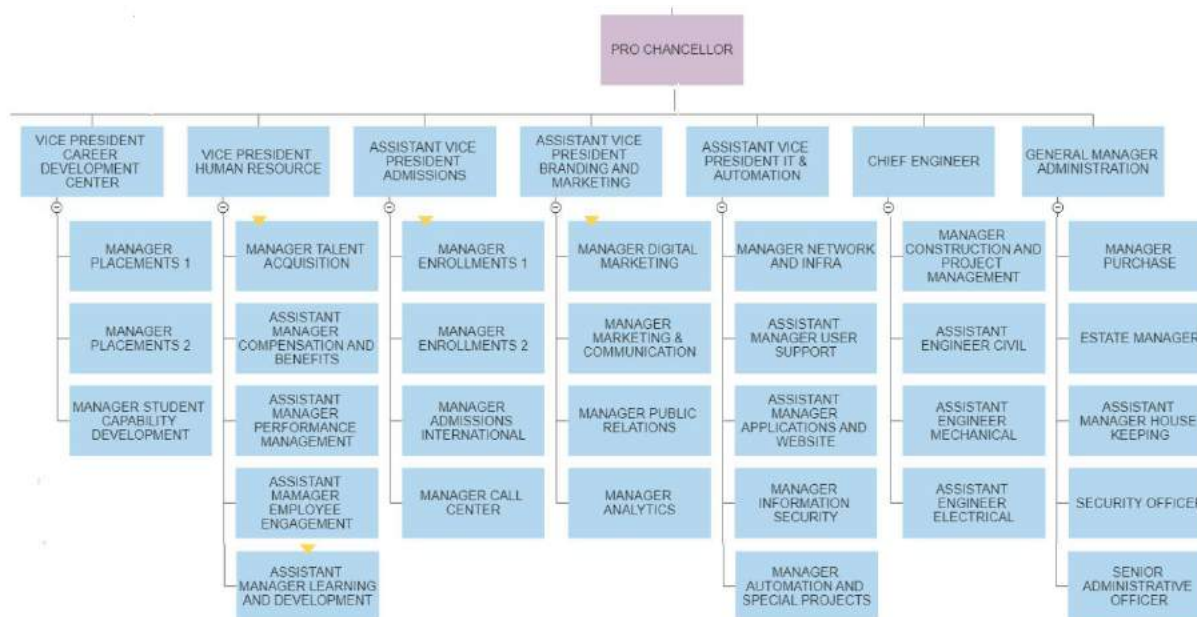 PRO CHANCELLOR
VICE PRESIDENT
CAREER
DEVELOPMENT
CENTER
VICE PRESIDENT
HUMAN RESOURCE
ASSISTANT VICE
PRESIDENT
ADMISSIONS
ASSISTANT VICE
PRESIDENT
BRANDING AND
MARKETING
ASSISTANT VICE
PRESIDENT IT &
AUTOMATION
CHIEF ENGINEER
GENERAL MANAGER
ADMINISTRATION
MANAGER
PLACEMENTS 1
MANAGER
PLACEMENTS 2
MANAGER STUDENT
CAPABILITY
DEVELOPMENT
MANAGER TALENT
ACQUISITION
ASSISTANT
MANAGER
COMPENSATION AND
BENEFITS
ASSISTANT
MANAGER
PERFORMANCE
MANAGEMENT
ASSISTANT
MAMAGER
EMPLOYEE
ENGAGEMENT
ASSISTANT
MANAGER LEARNING
AND DEVELOPMENT
MANAGER
ENROLLMENTS 1
MANAGER
ENROLLMENTS 2
MANAGER
ADMISSIONS
INTERNATIONAL
MANAGER CALL
CENTER
MANAGER DIGITAL
MARKETING
MANAGER
MARKETING &
COMMUNICATION
MANAGER PUBLIC
RELATIONS
MANAGER
ANALYTICS
MANAGER NETWORK
AND INFRA
ASSISTANT
MANAGER USER
SUPPORT
ASSISTANT
MANAGER
APPLICATIONS AND
WEBSITE
MANAGER
INFORMATION
SECURITY
MANAGER
AUTOMATION AND
SPECIAL PROJECTS
MANAGER
CONSTRUCTION AND
PROJECT
MANAGEMENT
ASSISTANT
ENGINEER CIVIL
ASSISTANT
ENGINEER
MECHANICAL
ASSISTANT
ENGINEER
ELECTRICAL
MANAGER
PURCHASE
ESTATE MANAGER
ASSISTANT
MANAGER HOUSE
KEEPING
SECURITY OFFICER
SENIOR
ADMINISTRATIVE
OFFICER